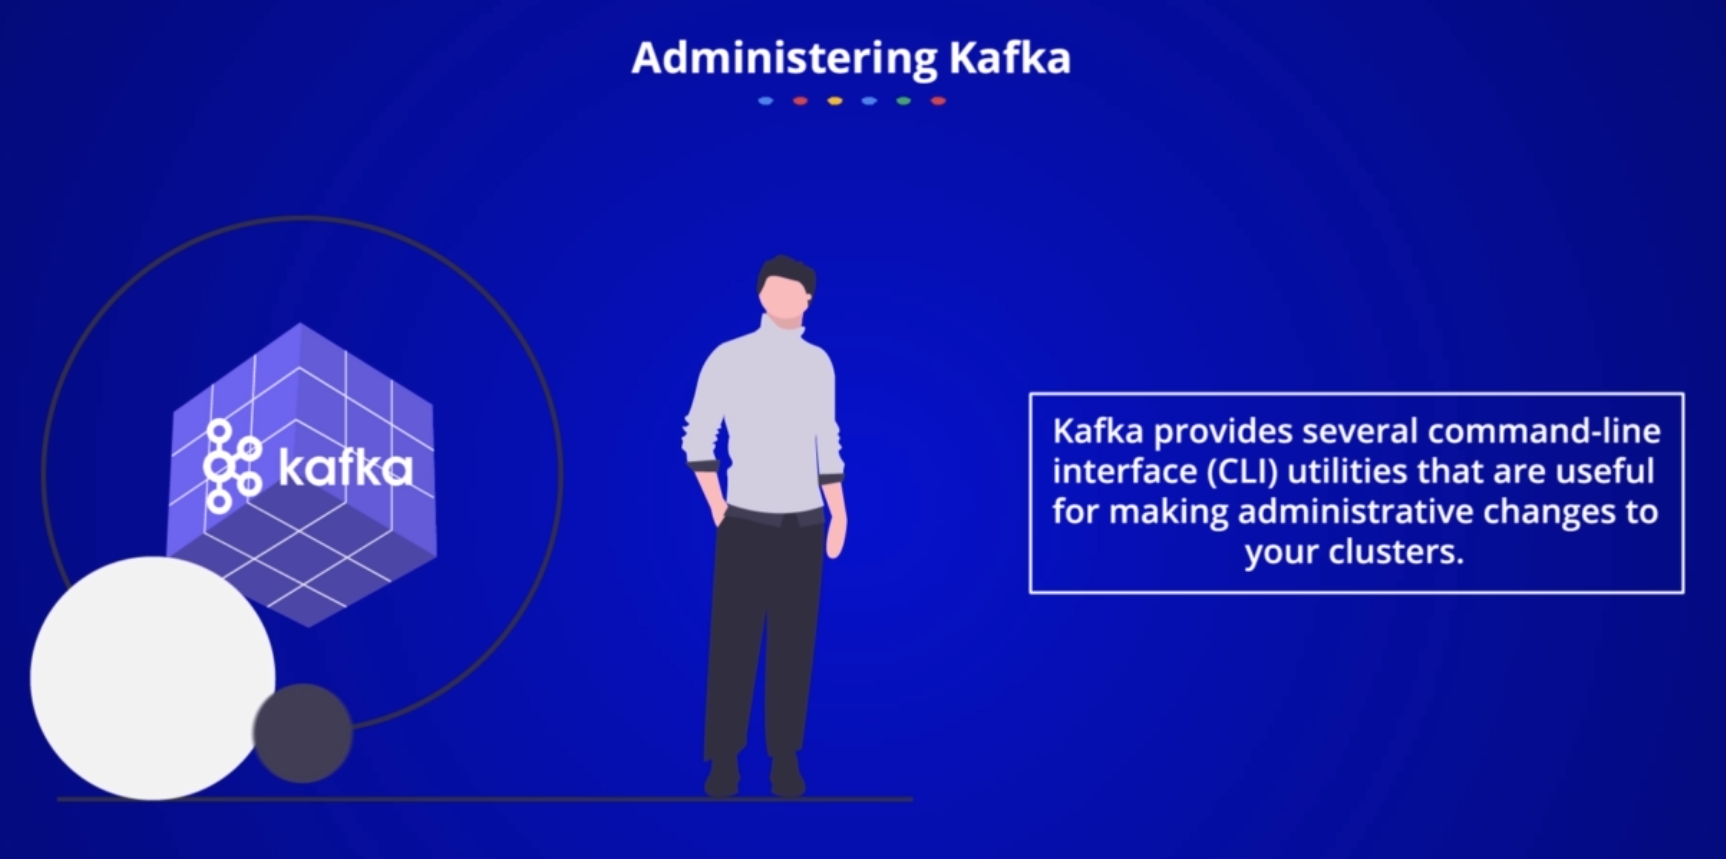 Administering Kafka
kafka
Kafka provides several command-line
interface (CLI) utilities that are useful
for making administrative changes to
your clusters.